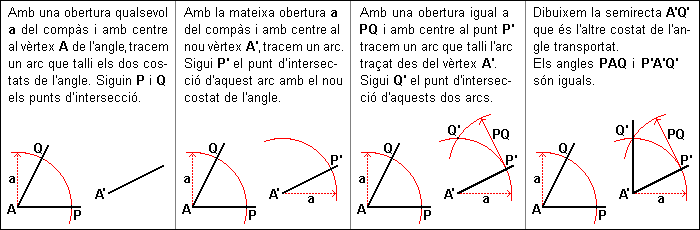 Amb una obertura qualsevol
a del compàs i amb centre
al vèrtex A de l'angle, tracem
un arc que talli els dos cos-
tats de l'angle. Siguin P i Q
els punts d'intersecció.
Q
a
A'
A
P
Amb la mateixa obertura a
del compàs i amb centre al
nou vèrtex A', tracem un arc.
Sigui P' el punt d'intersec-
ció d'aquest arc amb el nou
costat de l'angle.
Q
P'
a
A'
a
A
P
Amb una obertura igual a
PQ i amb centre al punt P'
tracem un arc que talli l'arc
traçat des del vèrtex A'.
Sigui Q' el punt d'intersec-
ció d'aquests dos arcs.
Q'
PQ
Q
P'
a
A'
a
A
P
Dibuixem la semirecta A'Q'
que és l'altre costat de l'an-
gle transportat.
Els angles PAQ i P'A'Q'
són iguals.
Q'
PQ
Q
P'
a
A'
a
A
P